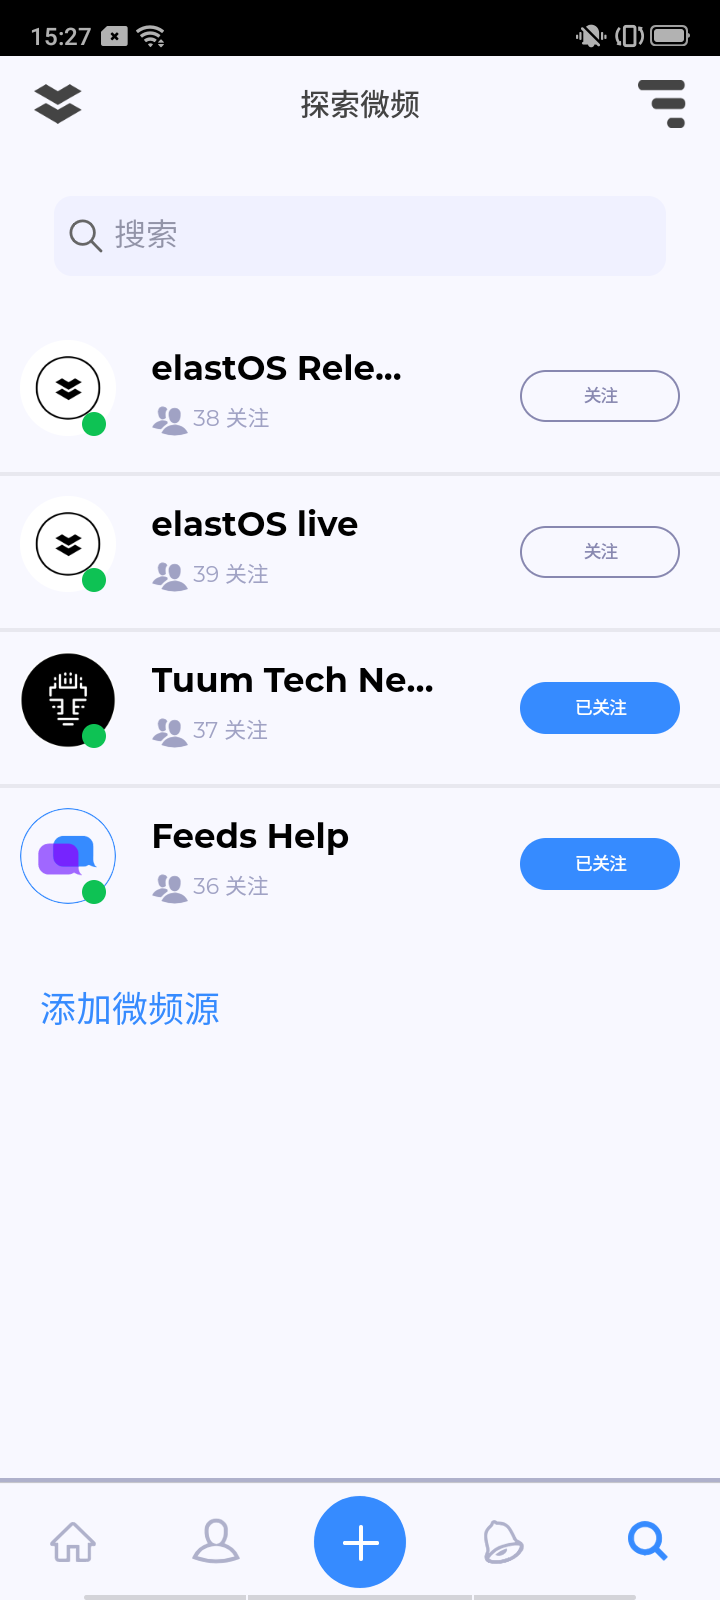 15:27
探索微频
搜索
elastOS Rele...
38 关注
关注
elastOS live
39 关注
关注
Tuum Tech Ne...
37 关注
已关注
Feeds Help
36 关注
已关注
添加微频源